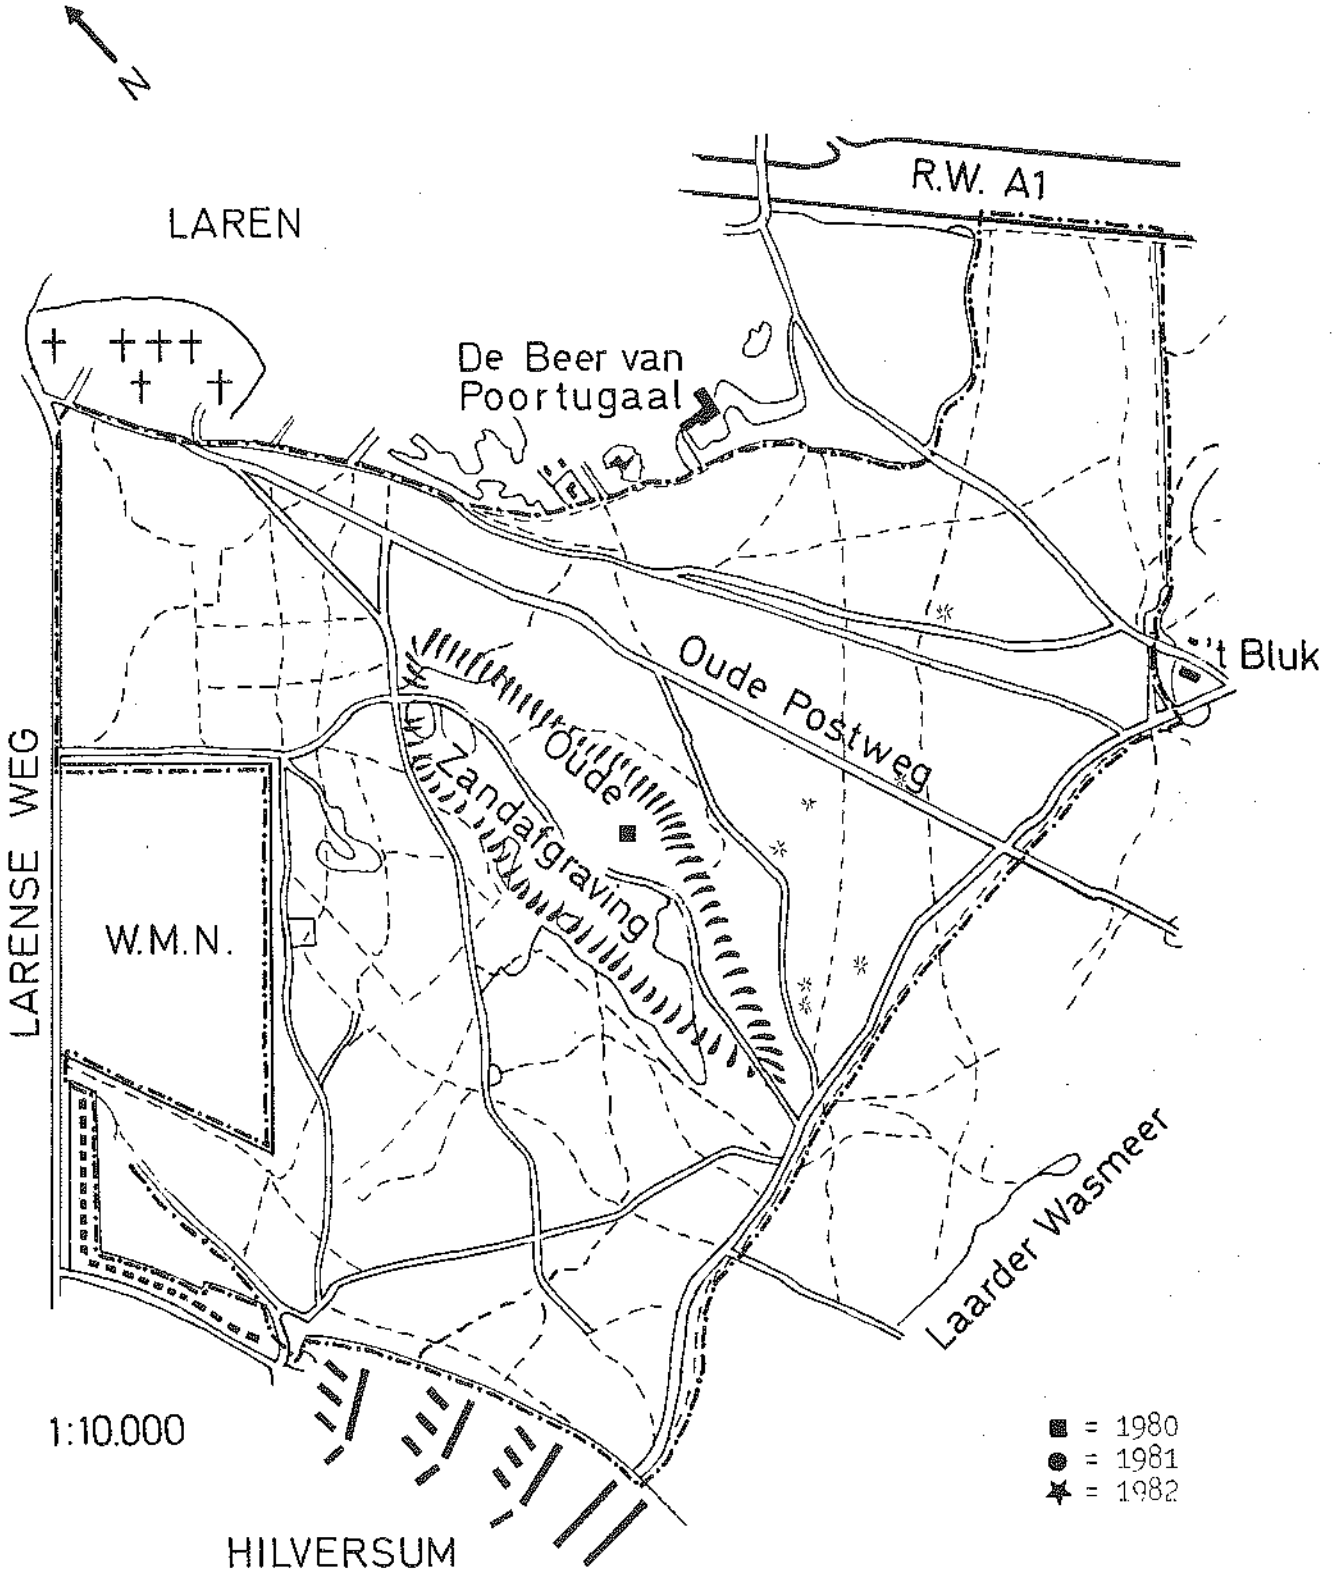 N
R.W. A1
LAREN
De Beer van
Poortugaal
't Bluk
Oude Postweg
Oude
Zandafgraving
LARENSE WEG
W.M.N.
Laarder Wasmeer
1:10.000
= 1980
= 1981
= 1982
HILVERSUM